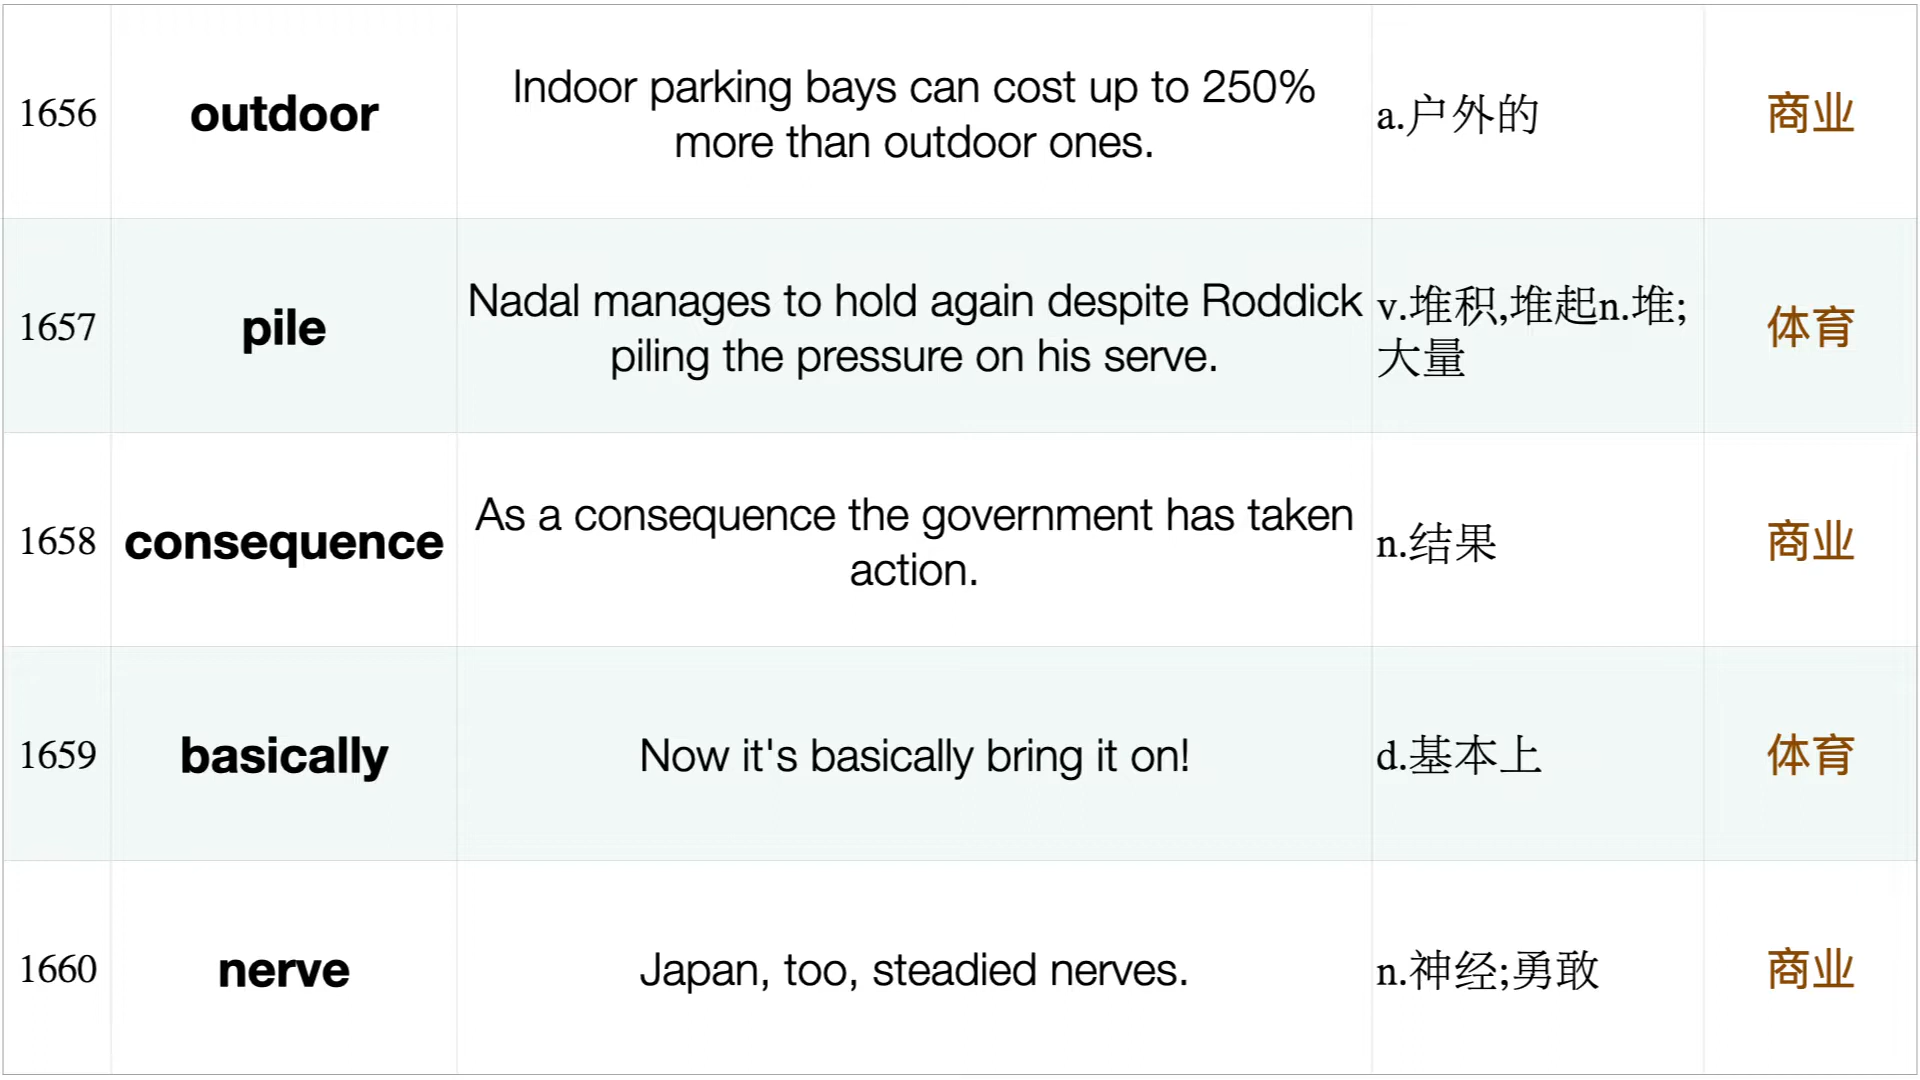 1656 outdoor Indoor parking bays can cost up to 250% more than outdoor ones. a.户外的 商业
1657 pile Nadal manages to hold again despite Roddick piling the pressure on his serve. v.堆积,堆起n.堆;大量 体育
1658 consequence As a consequence the government has taken action. n.结果 商业
1659 basically Now it's basically bring it on! d.基本上 体育
1660 nerve Japan, too, steadied nerves. n.神经;勇敢 商业